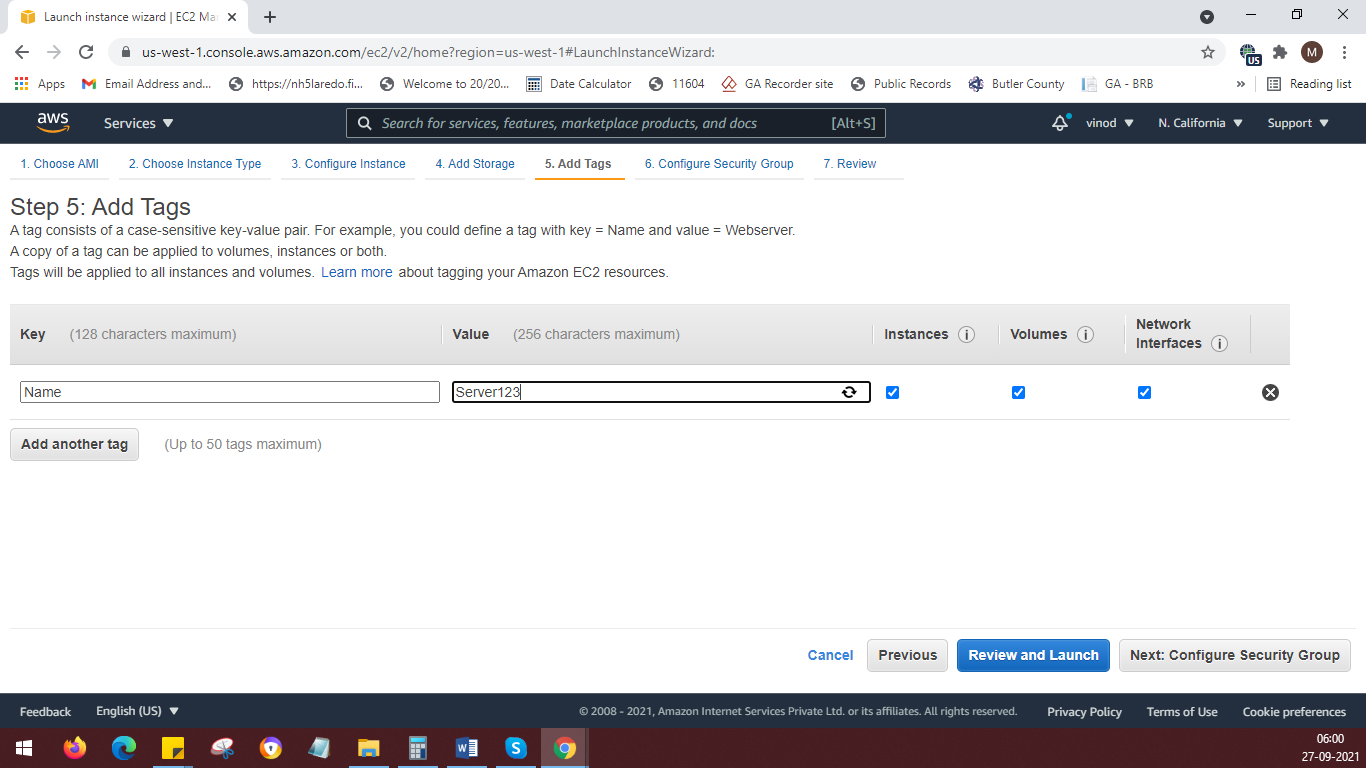 Launch instance wizard | EC2 Ma
us-west-1.console.aws.amazon.com/ec2/v2/home?region=us-west-1#LaunchInstanceWizard:
US
M
Apps
Email Address and...
https://nh5laredo.fi...
Welcome to 20/20...
Date Calculator
11604
GA Recorder site
Public Records
Butler County
GA - BRB
»
Reading list
aws
Services
Search for services, features, marketplace products, and docs
[Alt+S]
vinod
N. California
Support
1. Choose AMI
2. Choose Instance Type
3. Configure Instance
4. Add Storage
5. Add Tags
6. Configure Security Group
7. Review
Step 5: Add Tags
A tag consists of a case-sensitive key-value pair. For example, you could define a tag with key = Name and value = Webserver.
A copy of a tag can be applied to volumes, instances or both.
Tags will be applied to all instances and volumes. Learn more about tagging your Amazon EC2 resources.
Key (128 characters maximum)
Value (256 characters maximum)
Instances i
Volumes i
Network
Interfaces i
Name
Server123
Add another tag
(Up to 50 tags maximum)
Cancel
Previous
Review and Launch
Next: Configure Security Group
Feedback
English (US)
© 2008 - 2021, Amazon Internet Services Private Ltd. or its affiliates. All rights reserved.
Privacy Policy
Terms of Use
Cookie preferences
W
S
06:00
27-09-2021